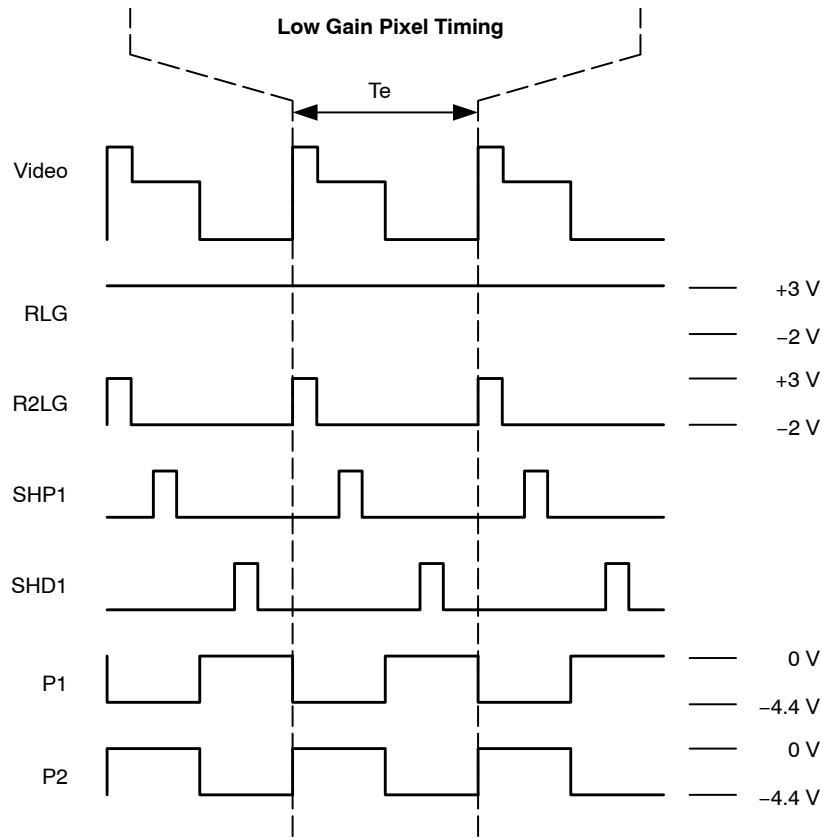 Low Gain Pixel Timing
Te
Video
RLG
+3 V
−2 V
R2LG
+3 V
−2 V
SHP1
SHD1
P1
0 V
−4.4 V
P2
0 V
−4.4 V